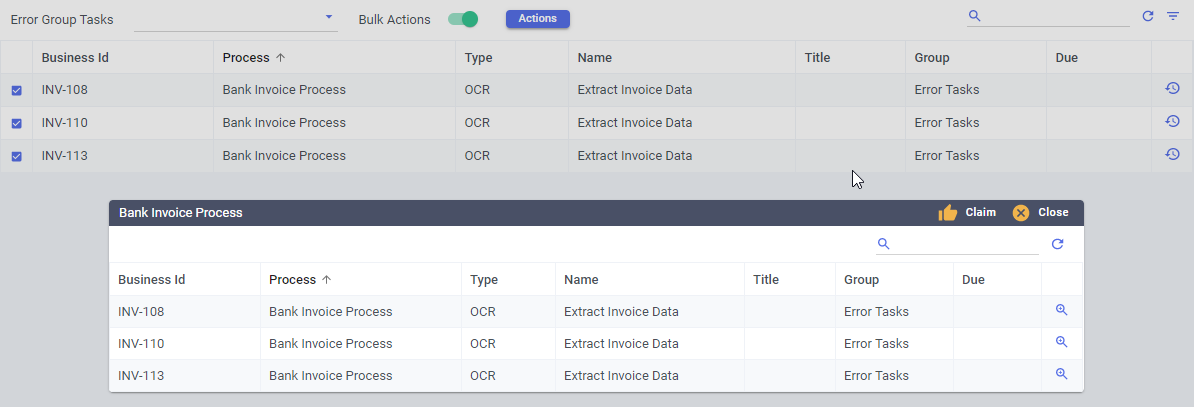 Error Group Tasks Bulk Actions Actions
Business Id Process Type Name Title Group Due
INV-108 Bank Invoice Process OCR Extract Invoice Data Error Tasks
INV-110 Bank Invoice Process OCR Extract Invoice Data Error Tasks
INV-113 Bank Invoice Process OCR Extract Invoice Data Error Tasks
Bank Invoice Process Claim Close
Business Id Process Type Name Title Group Due
INV-108 Bank Invoice Process OCR Extract Invoice Data Error Tasks
INV-110 Bank Invoice Process OCR Extract Invoice Data Error Tasks
INV-113 Bank Invoice Process OCR Extract Invoice Data Error Tasks